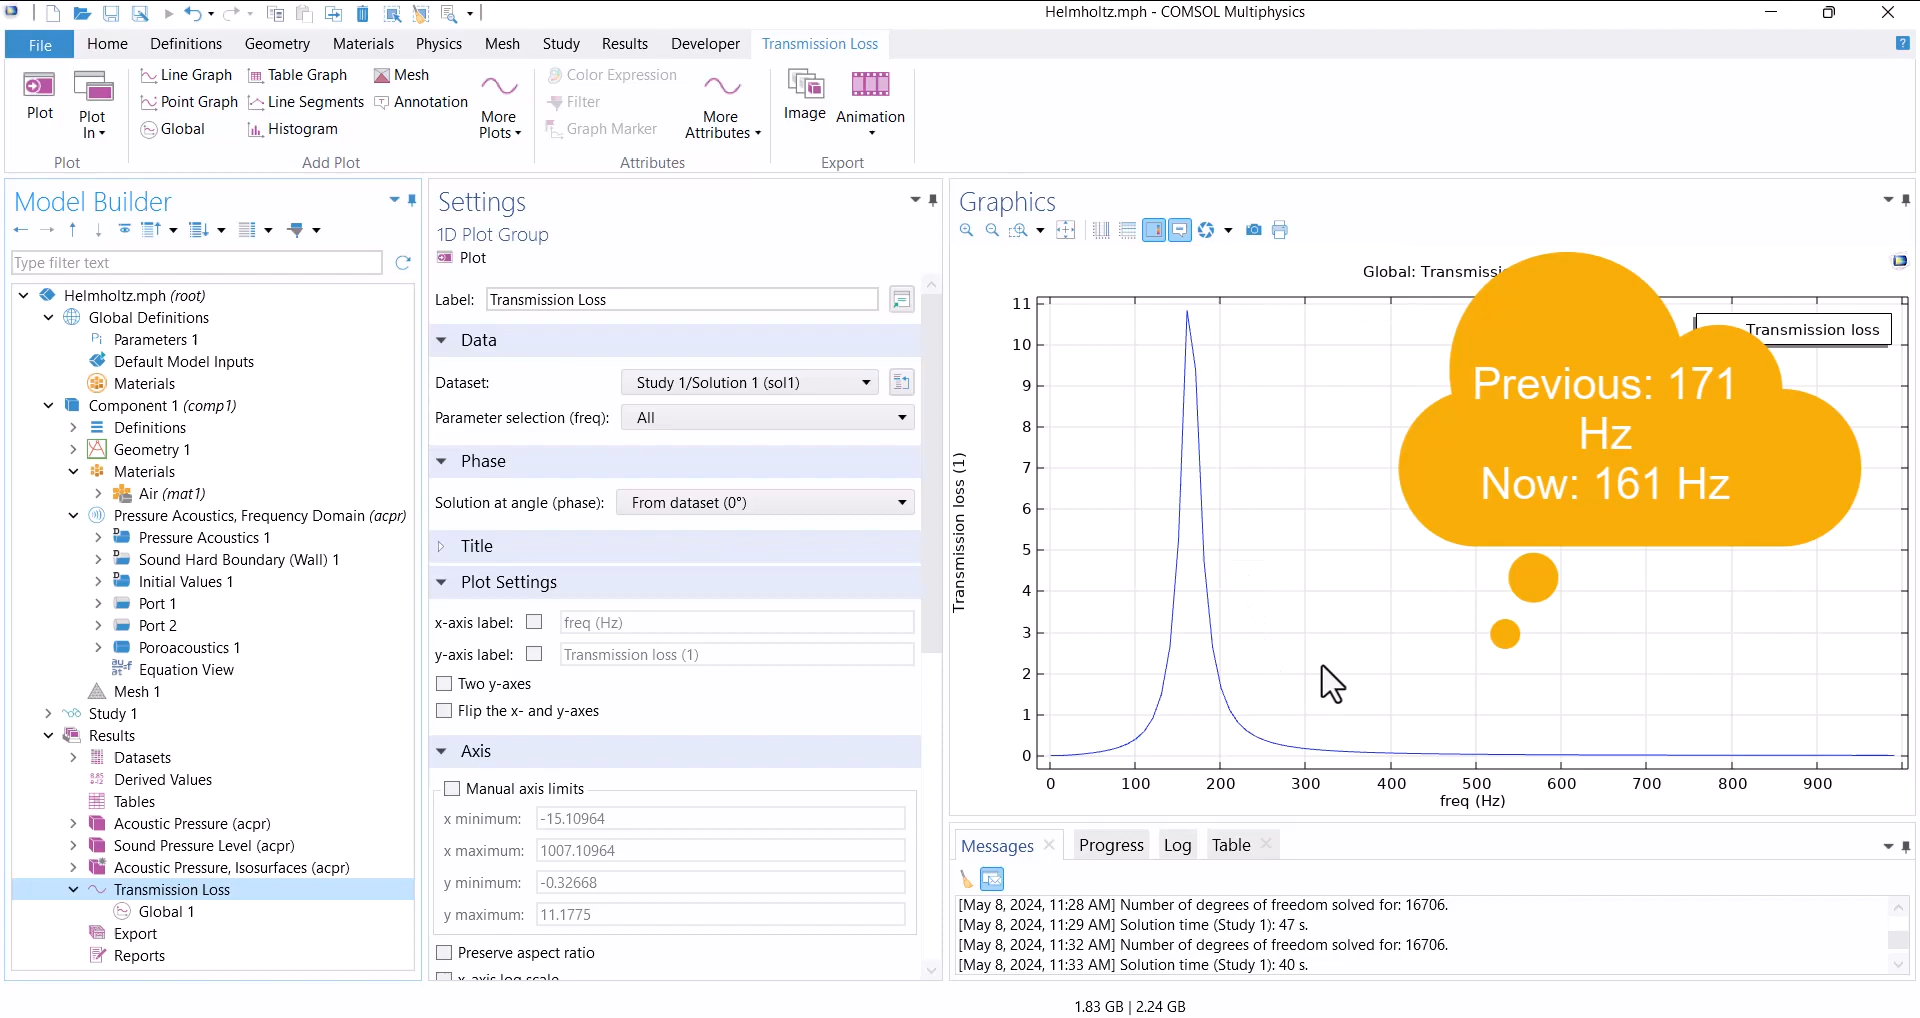 Helmholtz.mph - COMSOL Multiphysics
File Home Definitions Geometry Materials Physics Mesh Study Results Developer Transmission Loss ?
Line Graph Table Graph Mesh Color Expression
Point Graph Line Segments Annotation Filter
Global Histogram Graph Marker
Plot
Plot In
More Plots
More Attributes
Image
Animation
Plot Add Plot Attributes Export
Model Builder
Type filter text
Helmholtz.mph (root)
Global Definitions
Pi Parameters 1
Default Model Inputs
Materials
Component 1 (comp1)
Definitions
Geometry 1
Materials
Air (mat1)
Pressure Acoustics, Frequency Domain (acpr)
Pressure Acoustics 1
Sound Hard Boundary (Wall) 1
Initial Values 1
Port 1
Port 2
Poroacoustics 1
Equation View
Mesh 1
Study 1
Results
Datasets
Derived Values
Tables
Acoustic Pressure (acpr)
Sound Pressure Level (acpr)
Acoustic Pressure, Isosurfaces (acpr)
Transmission Loss
Global 1
Export
Reports
Settings
1D Plot Group
Plot
Label: Transmission Loss
Data
Dataset: Study 1/Solution 1 (sol1)
Parameter selection (freq): All
Phase
Solution at angle (phase): From dataset (0°)
Title
Plot Settings
x-axis label: freq (Hz)
y-axis label: Transmission loss (1)
Two y-axes
Flip the x- and y-axes
Axis
Manual axis limits
x minimum: -15.10964
x maximum: 1007.10964
y minimum: -0.32668
y maximum: 11.1775
Preserve aspect ratio
x-axis log scale
Graphics
Global: Transmissi
Transmission loss
Previous: 171
Hz
Now: 161 Hz
Transmission loss (1)
11
10
9
8
7
6
5
4
3
2
1
0
0 100 200 300 400 500 600 700 800 900
freq (Hz)
Messages Progress Log Table
[May 8, 2024, 11:28 AM] Number of degrees of freedom solved for: 16706.
[May 8, 2024, 11:29 AM] Solution time (Study 1): 47 s.
[May 8, 2024, 11:32 AM] Number of degrees of freedom solved for: 16706.
[May 8, 2024, 11:33 AM] Solution time (Study 1): 40 s.
1.83 GB | 2.24 GB